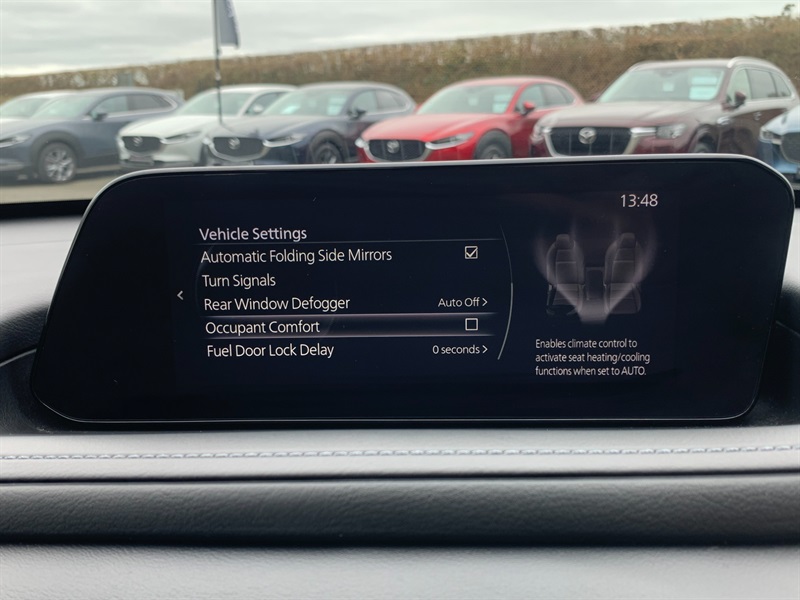 13:48
Vehicle Settings
Automatic Folding Side Mirrors
Turn Signals
Rear Window Defogger Auto Off >
Occupant Comfort
Fuel Door Lock Delay 0 seconds >
Enables climate control to
activate seat heating/cooling
functions when set to AUTO.